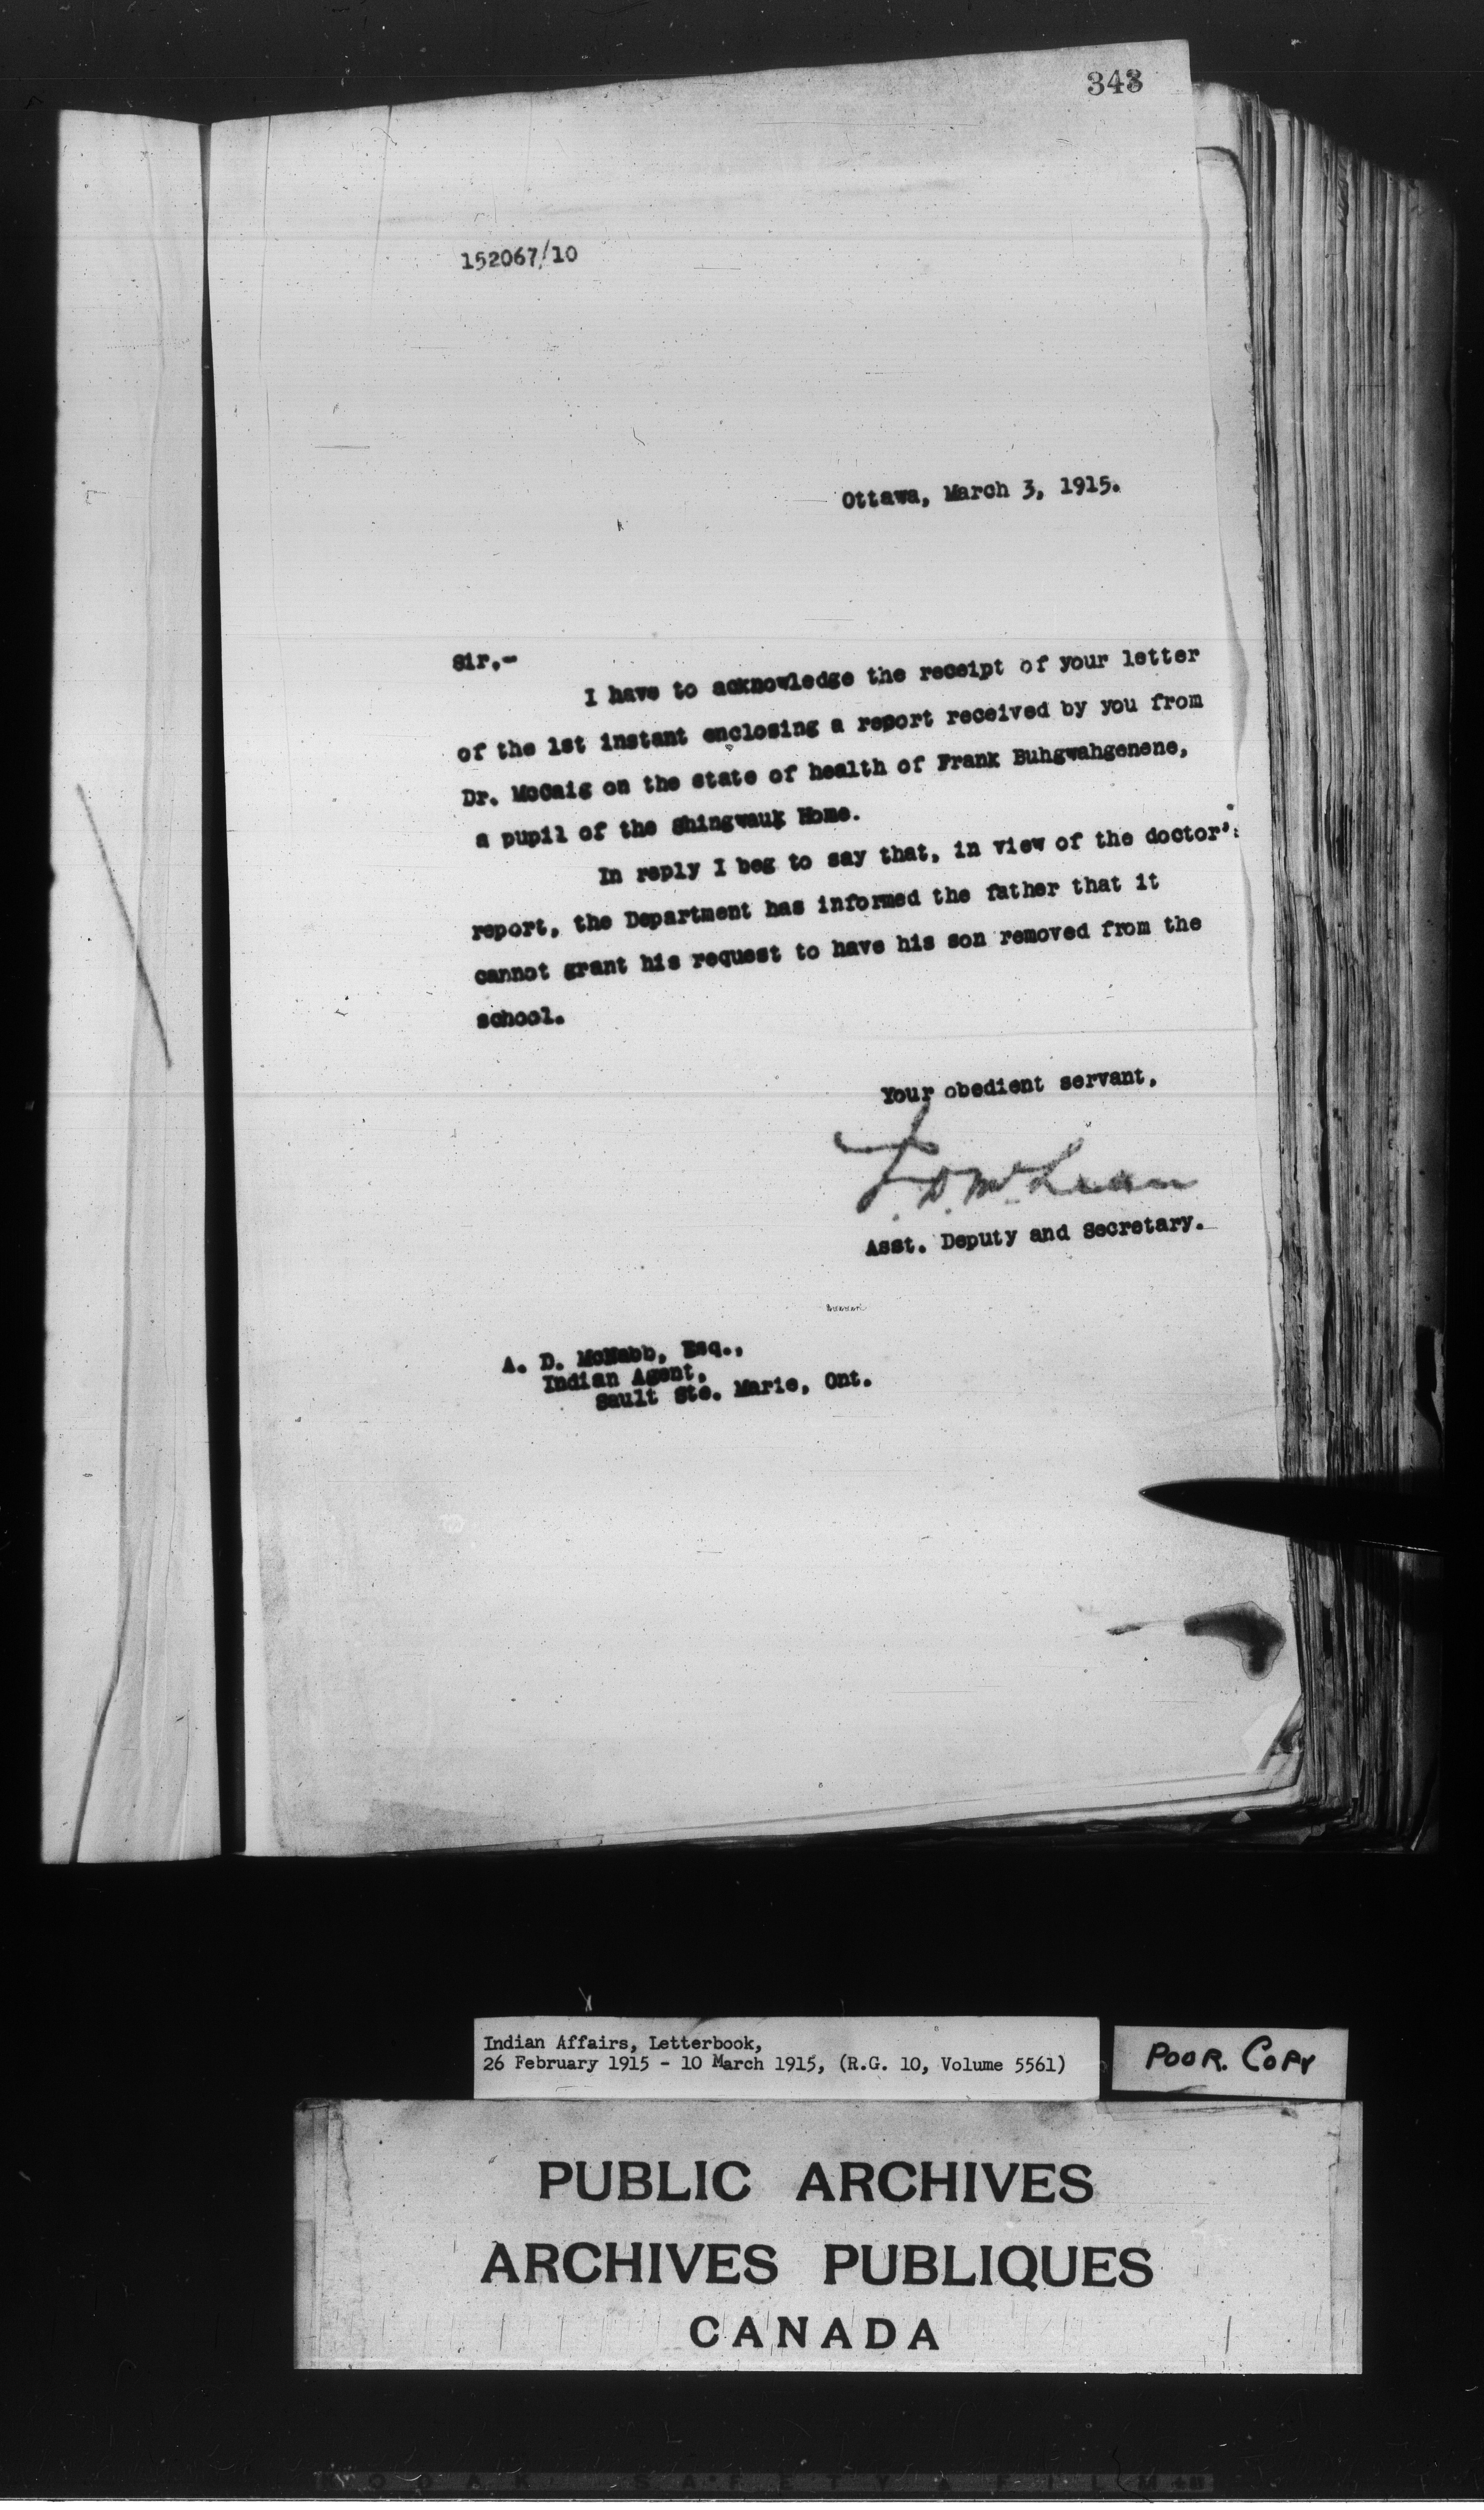 348
152067/10
Ottawa, March 3, 1915.
Sir,-
I have to acknowledge the receipt of your letter
of the 1st instant enclosing a report received by you from
Dr. McCaig on the state of health of Frank Buhgwahgenene,
a pupil of the Shingwauk Home.
In reply I beg to say that, in view of the doctor's
report, the Department has informed the father that it
cannot grant his request to have his son removed from the
school.
Your obedient servant,
J. D. McLean
Asst. Deputy and Secretary.
A. D. McNabb, Esq.,
Indian Agent,
Sault Ste. Marie, Ont.
Indian Affairs, Letterbook,
26 February 1915 - 10 March 1915, (R.G. 10, Volume 5561)
POOR. COPY
PUBLIC ARCHIVES
ARCHIVES PUBLIQUES
CANADA
KODAK SAFETY FILM